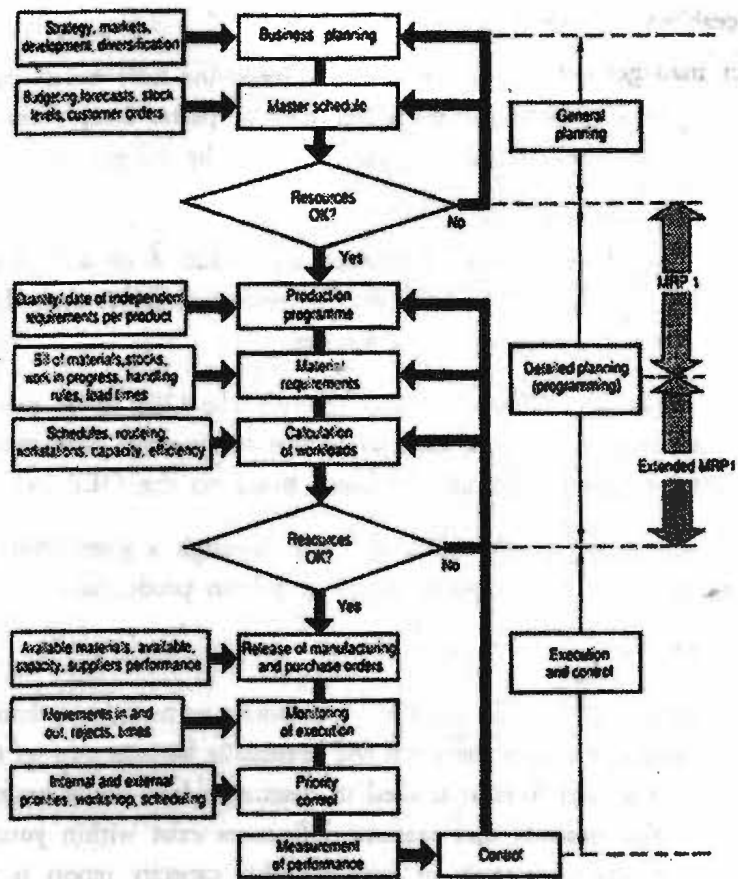 Strategy, markets,
development, diversification
Business planning
Budgeting, forecasts, stock
levels, customer orders
Master schedule
General
planning
Resources
OK?
No
Yes
MRP 1
Quantity/date of independent
requirements per product
Production
programme
Bill of materials, stocks,
work in progress, handling
rules, load times
Material
requirements
Detailed planning
(programming)
Schedules, routeing,
workstations, capacity, efficiency
Calculation
of workloads
Extended MRP1
Resources
OK?
No
Yes
Available materials, available,
capacity, suppliers performance
Release of manufacturing
and purchase orders
Execution
and control
Movements in and
out, rejects, times
Monitoring
of execution
Internal and external
priorities, workshop, scheduling
Priority
control
Measurement
of performance
Control